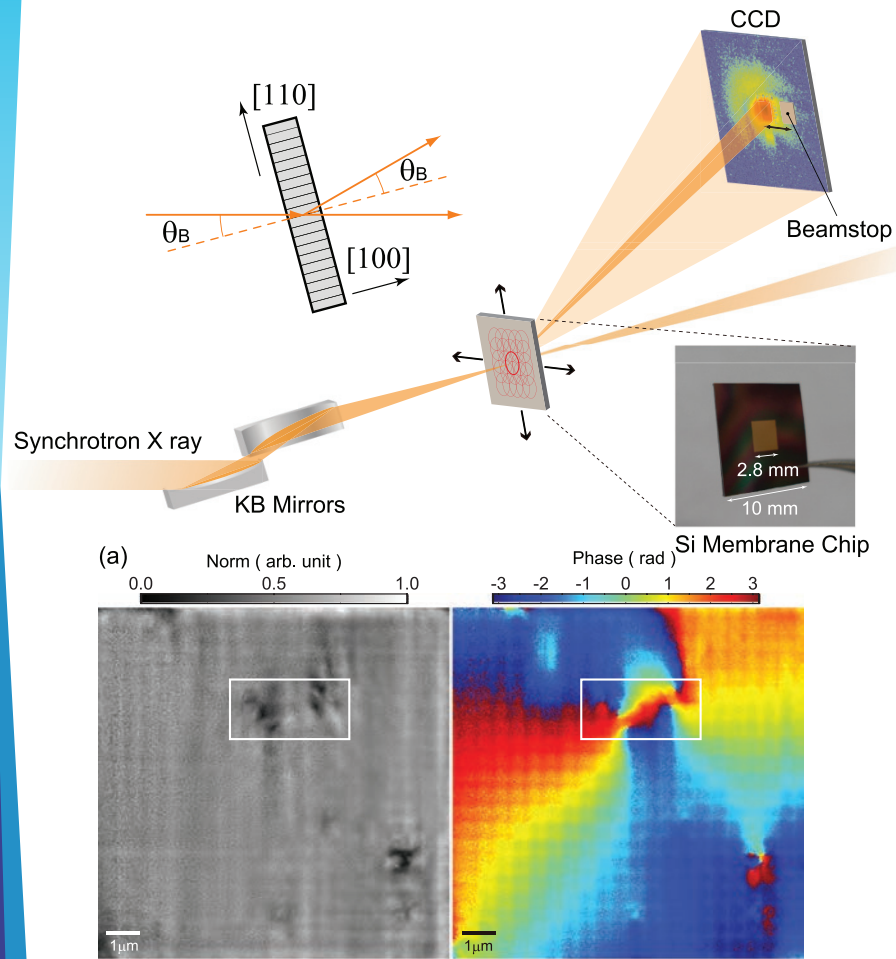 CCD
[110]
θB
θB
[100]
Beamstop
Synchrotron X ray
KB Mirrors
2.8 mm
10 mm
Si Membrane Chip
(a)
Norm ( arb. unit )
0.0 0.5 1.0
Phase ( rad )
-3 -2 -1 0 1 2 3
1μm
1μm